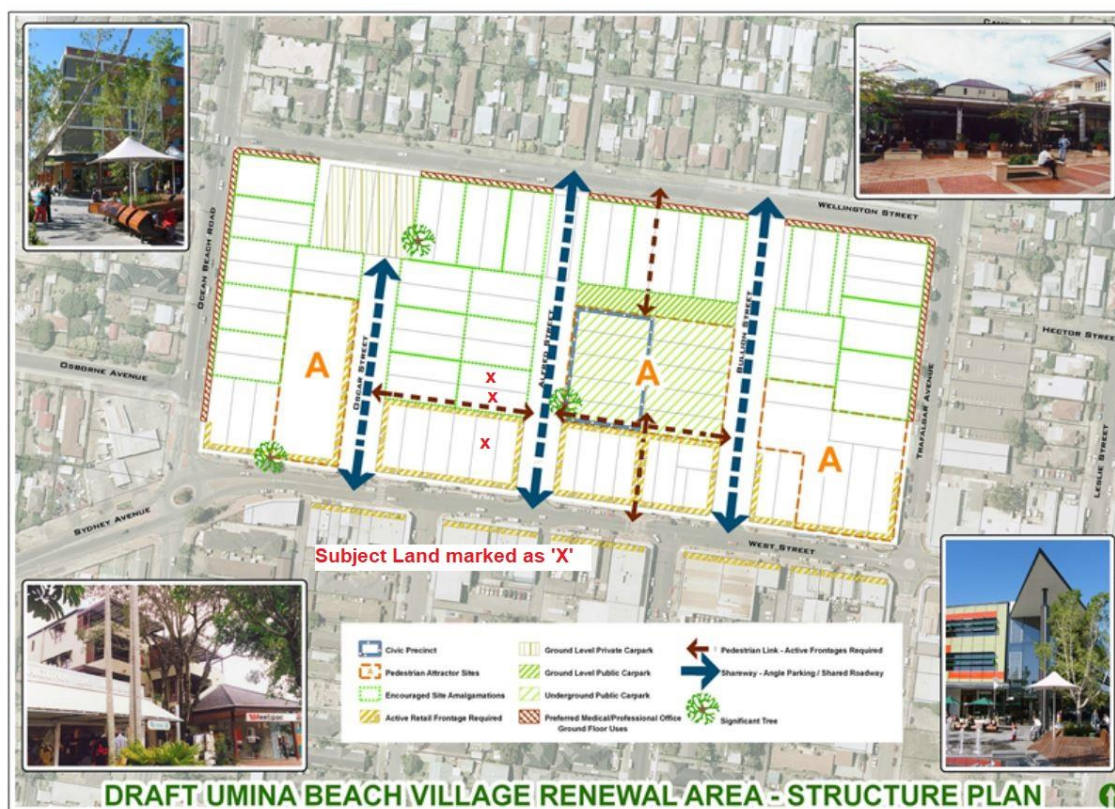 WELLINGTON STREET
OCEAN BEACH ROAD
HECTOR STREET
OSBORNE AVENUE
OSCAR STREET
ALFRED STREET
BULLION STREET
TRAFALGAR AVENUE
LESLIE STREET
A
A
A
X
X
X
SYDNEY AVENUE
WEST STREET
Subject Land marked as 'X'
Civic Precinct
Pedestrian Attractor Sites
Encouraged Site Amalgamations
Active Retail Frontage Required
Ground Level Private Carpark
Ground Level Public Carpark
Underground Public Carpark
Preferred Medical/Professional Office
Ground Floor Uses
Pedestrian Link - Active Frontages Required
Shareway - Angle Parking / Shared Roadway
Significant Tree
DRAFT UMINA BEACH VILLAGE RENEWAL AREA - STRUCTURE PLAN